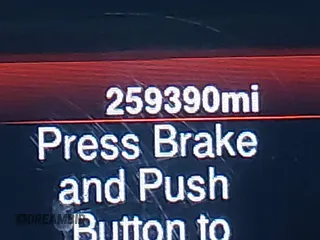 259390mi
Press Brake
and Push
Button to